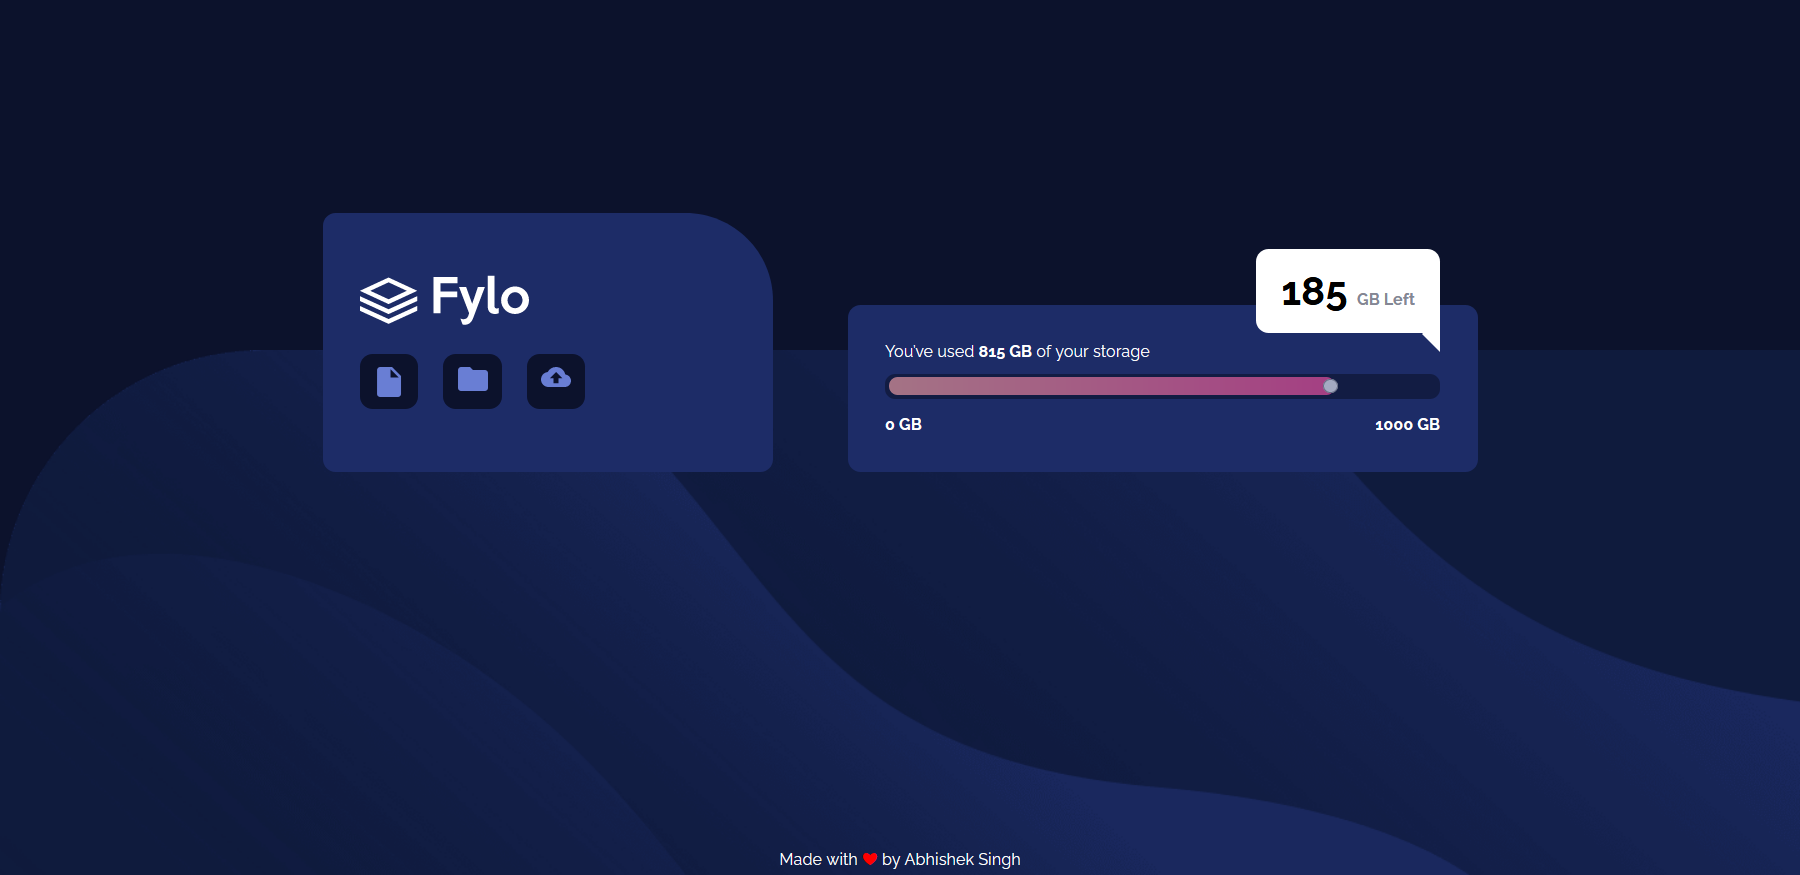 Fylo
185 GB Left
You've used 815 GB of your storage
0 GB
1000 GB
Made with ❤ by Abhishek Singh